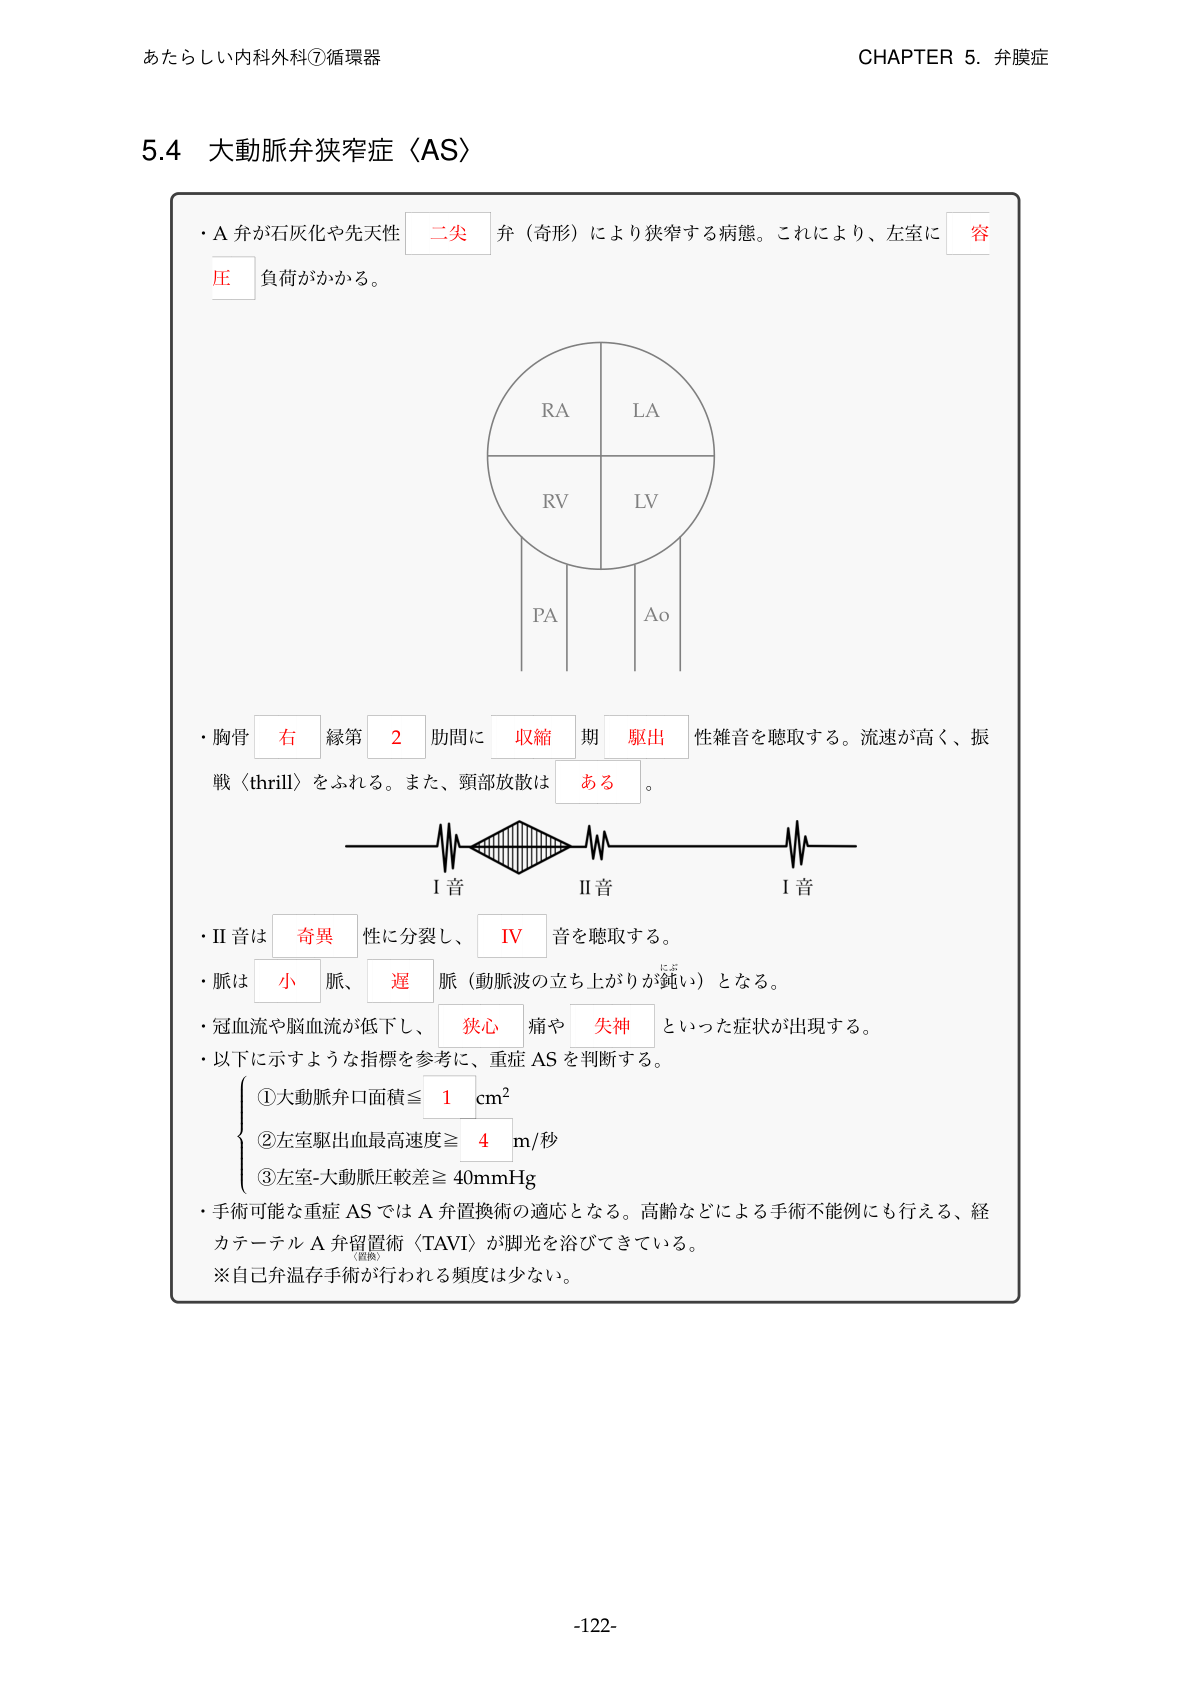 あたらしい内科外科⑦循環器
CHAPTER 5. 弁膜症
5.4 大動脈弁狭窄症〈AS〉
・A 弁が石灰化や先天性 二尖 弁（奇形）により狭窄する病態。これにより、左室に 容
圧 負荷がかかる。
RA LA
RV LV
PA Ao
・胸骨 右 縁第 2 肋間に 収縮 期 駆出 性雑音を聴取する。流速が高く、振
戦〈thrill〉をふれる。また、頸部放散は ある 。
I 音 II 音 I 音
・II 音は 奇異 性に分裂し、 IV 音を聴取する。
にぶ
・脈は 小 脈、 遅 脈（動脈波の立ち上がりが鈍い）となる。
・冠血流や脳血流が低下し、 狭心 痛や 失神 といった症状が出現する。
・以下に示すような指標を参考に、重症 AS を判断する。
①大動脈弁口面積≦ 1 cm²
②左室駆出血最高速度≧ 4 m/秒
③左室-大動脈圧較差≧ 40mmHg
・手術可能な重症 AS では A 弁置換術の適応となる。高齢などによる手術不能例にも行える、経
カテーテル A 弁留置術〈TAVI〉が脚光を浴びてきている。
〈置換〉
※自己弁温存手術が行われる頻度は少ない。
-122-